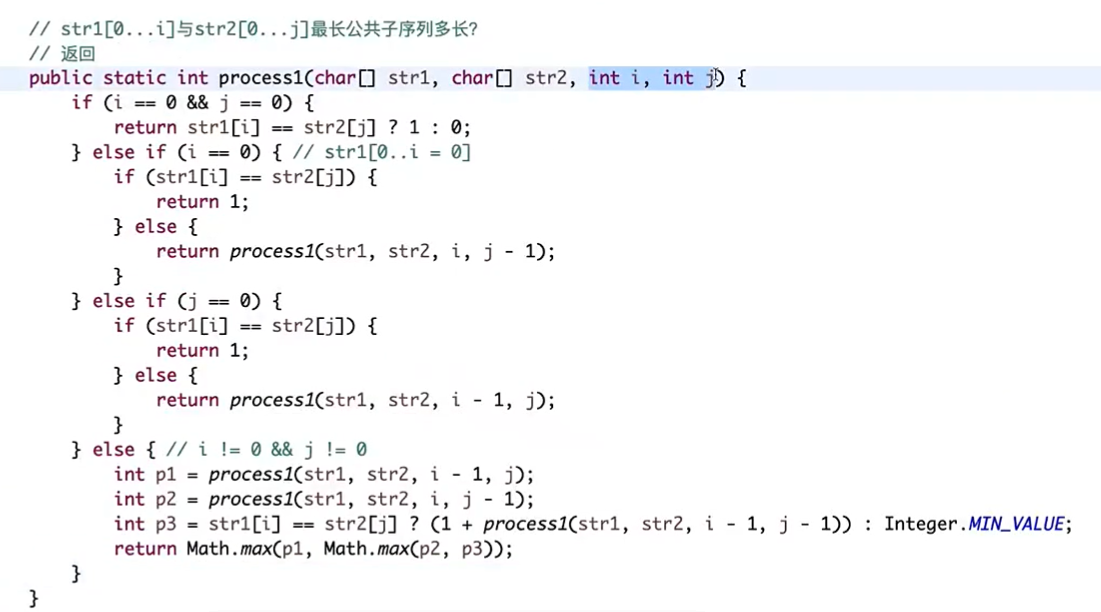 // str1[0...i]与str2[0...j]最长公共子序列多长?
// 返回
public static int process1(char[] str1, char[] str2, int i, int j) {
    if (i == 0 && j == 0) {
        return str1[i] == str2[j] ? 1 : 0;
    } else if (i == 0) { // str1[0..i = 0]
        if (str1[i] == str2[j]) {
            return 1;
        } else {
            return process1(str1, str2, i, j - 1);
        }
    } else if (j == 0) {
        if (str1[i] == str2[j]) {
            return 1;
        } else {
            return process1(str1, str2, i - 1, j);
        }
    } else { // i != 0 && j != 0
        int p1 = process1(str1, str2, i - 1, j);
        int p2 = process1(str1, str2, i, j - 1);
        int p3 = str1[i] == str2[j] ? (1 + process1(str1, str2, i - 1, j - 1)) : Integer.MIN_VALUE;
        return Math.max(p1, Math.max(p2, p3));
    }
}